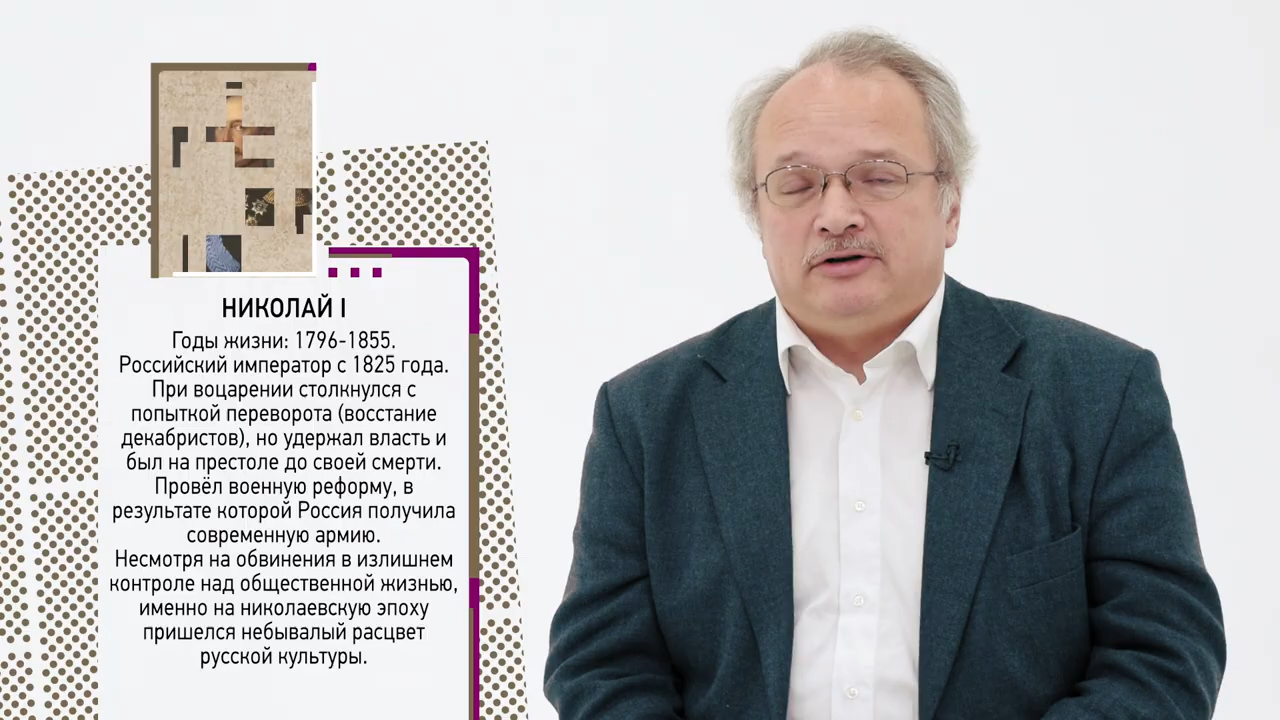 НИКОЛАЙ I
Годы жизни: 1796-1855.
Российский император с 1825 года.
При воцарении столкнулся с
попыткой переворота (восстание
декабристов), но удержал власть и
был на престоле до своей смерти.
Провёл военную реформу, в
результате которой Россия получила
современную армию.
Несмотря на обвинения в излишнем
контроле над общественной жизнью,
именно на николаевскую эпоху
пришелся небывалый расцвет
русской культуры.